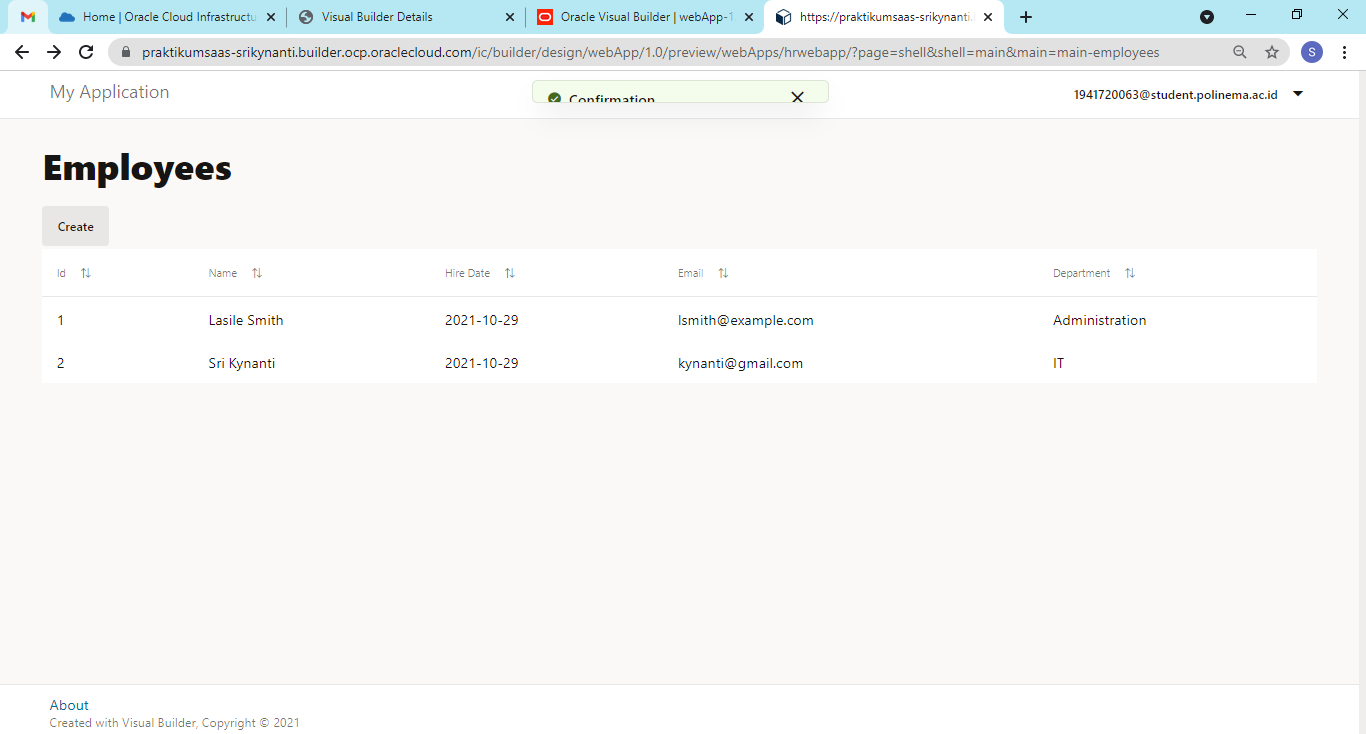 Home | Oracle Cloud Infrastructu
Visual Builder Details
Oracle Visual Builder | webApp-1
https://praktikumsaas-srikynanti.
praktikumsaas-srikynanti.builder.ocp.oraclecloud.com/ic/builder/design/webApp/1.0/preview/webApps/hrwebapp/?page=shell&shell=main&main=main-employees
S
My Application
Confirmation
1941720063@student.polinema.ac.id
Employees
Create
Id Name Hire Date Email Department
1 Lasile Smith 2021-10-29 lsmith@example.com Administration
2 Sri Kynanti 2021-10-29 kynanti@gmail.com IT
About
Created with Visual Builder, Copyright © 2021